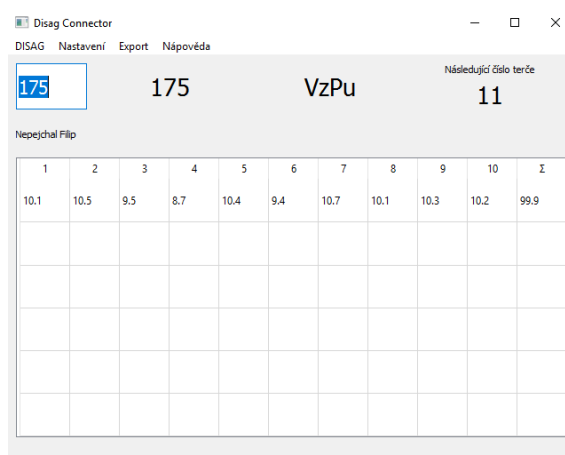 Disag Connector
DISAG Nastavení Export Nápověda
175 175 VzPu Následující číslo terče
11
Nepejchal Filip
1 2 3 4 5 6 7 8 9 10 Σ
10.1 10.5 9.5 8.7 10.4 9.4 10.7 10.1 10.3 10.2 99.9